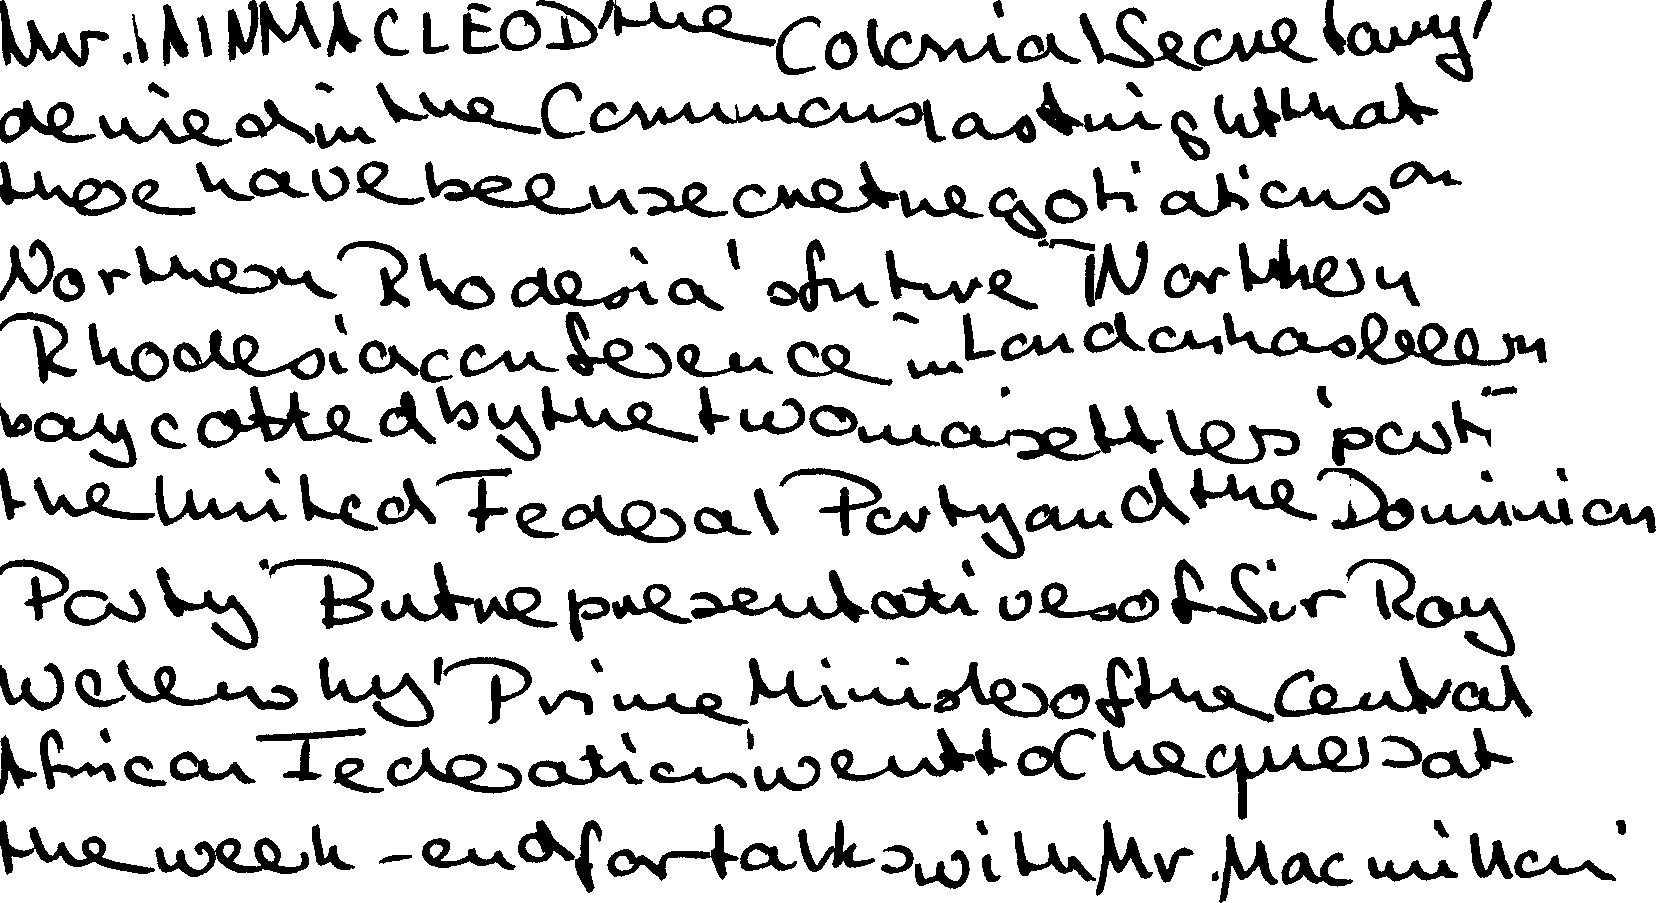 Mr. IAIN MACLEOD the Colonial Secretary,
denied in the Commons last night that
there have been secret negotiations on
Northern Rhodesia's future. Northern
Rhodesia conference in London has been
boycotted by the two main settlers' parti-
the United Federal Party and the Dominion
Party. But representatives of Sir Roy
Welensky, Prime Minister of the Central
African Federation, went to Chequers at
the week-end for talks with Mr. Macmillan.